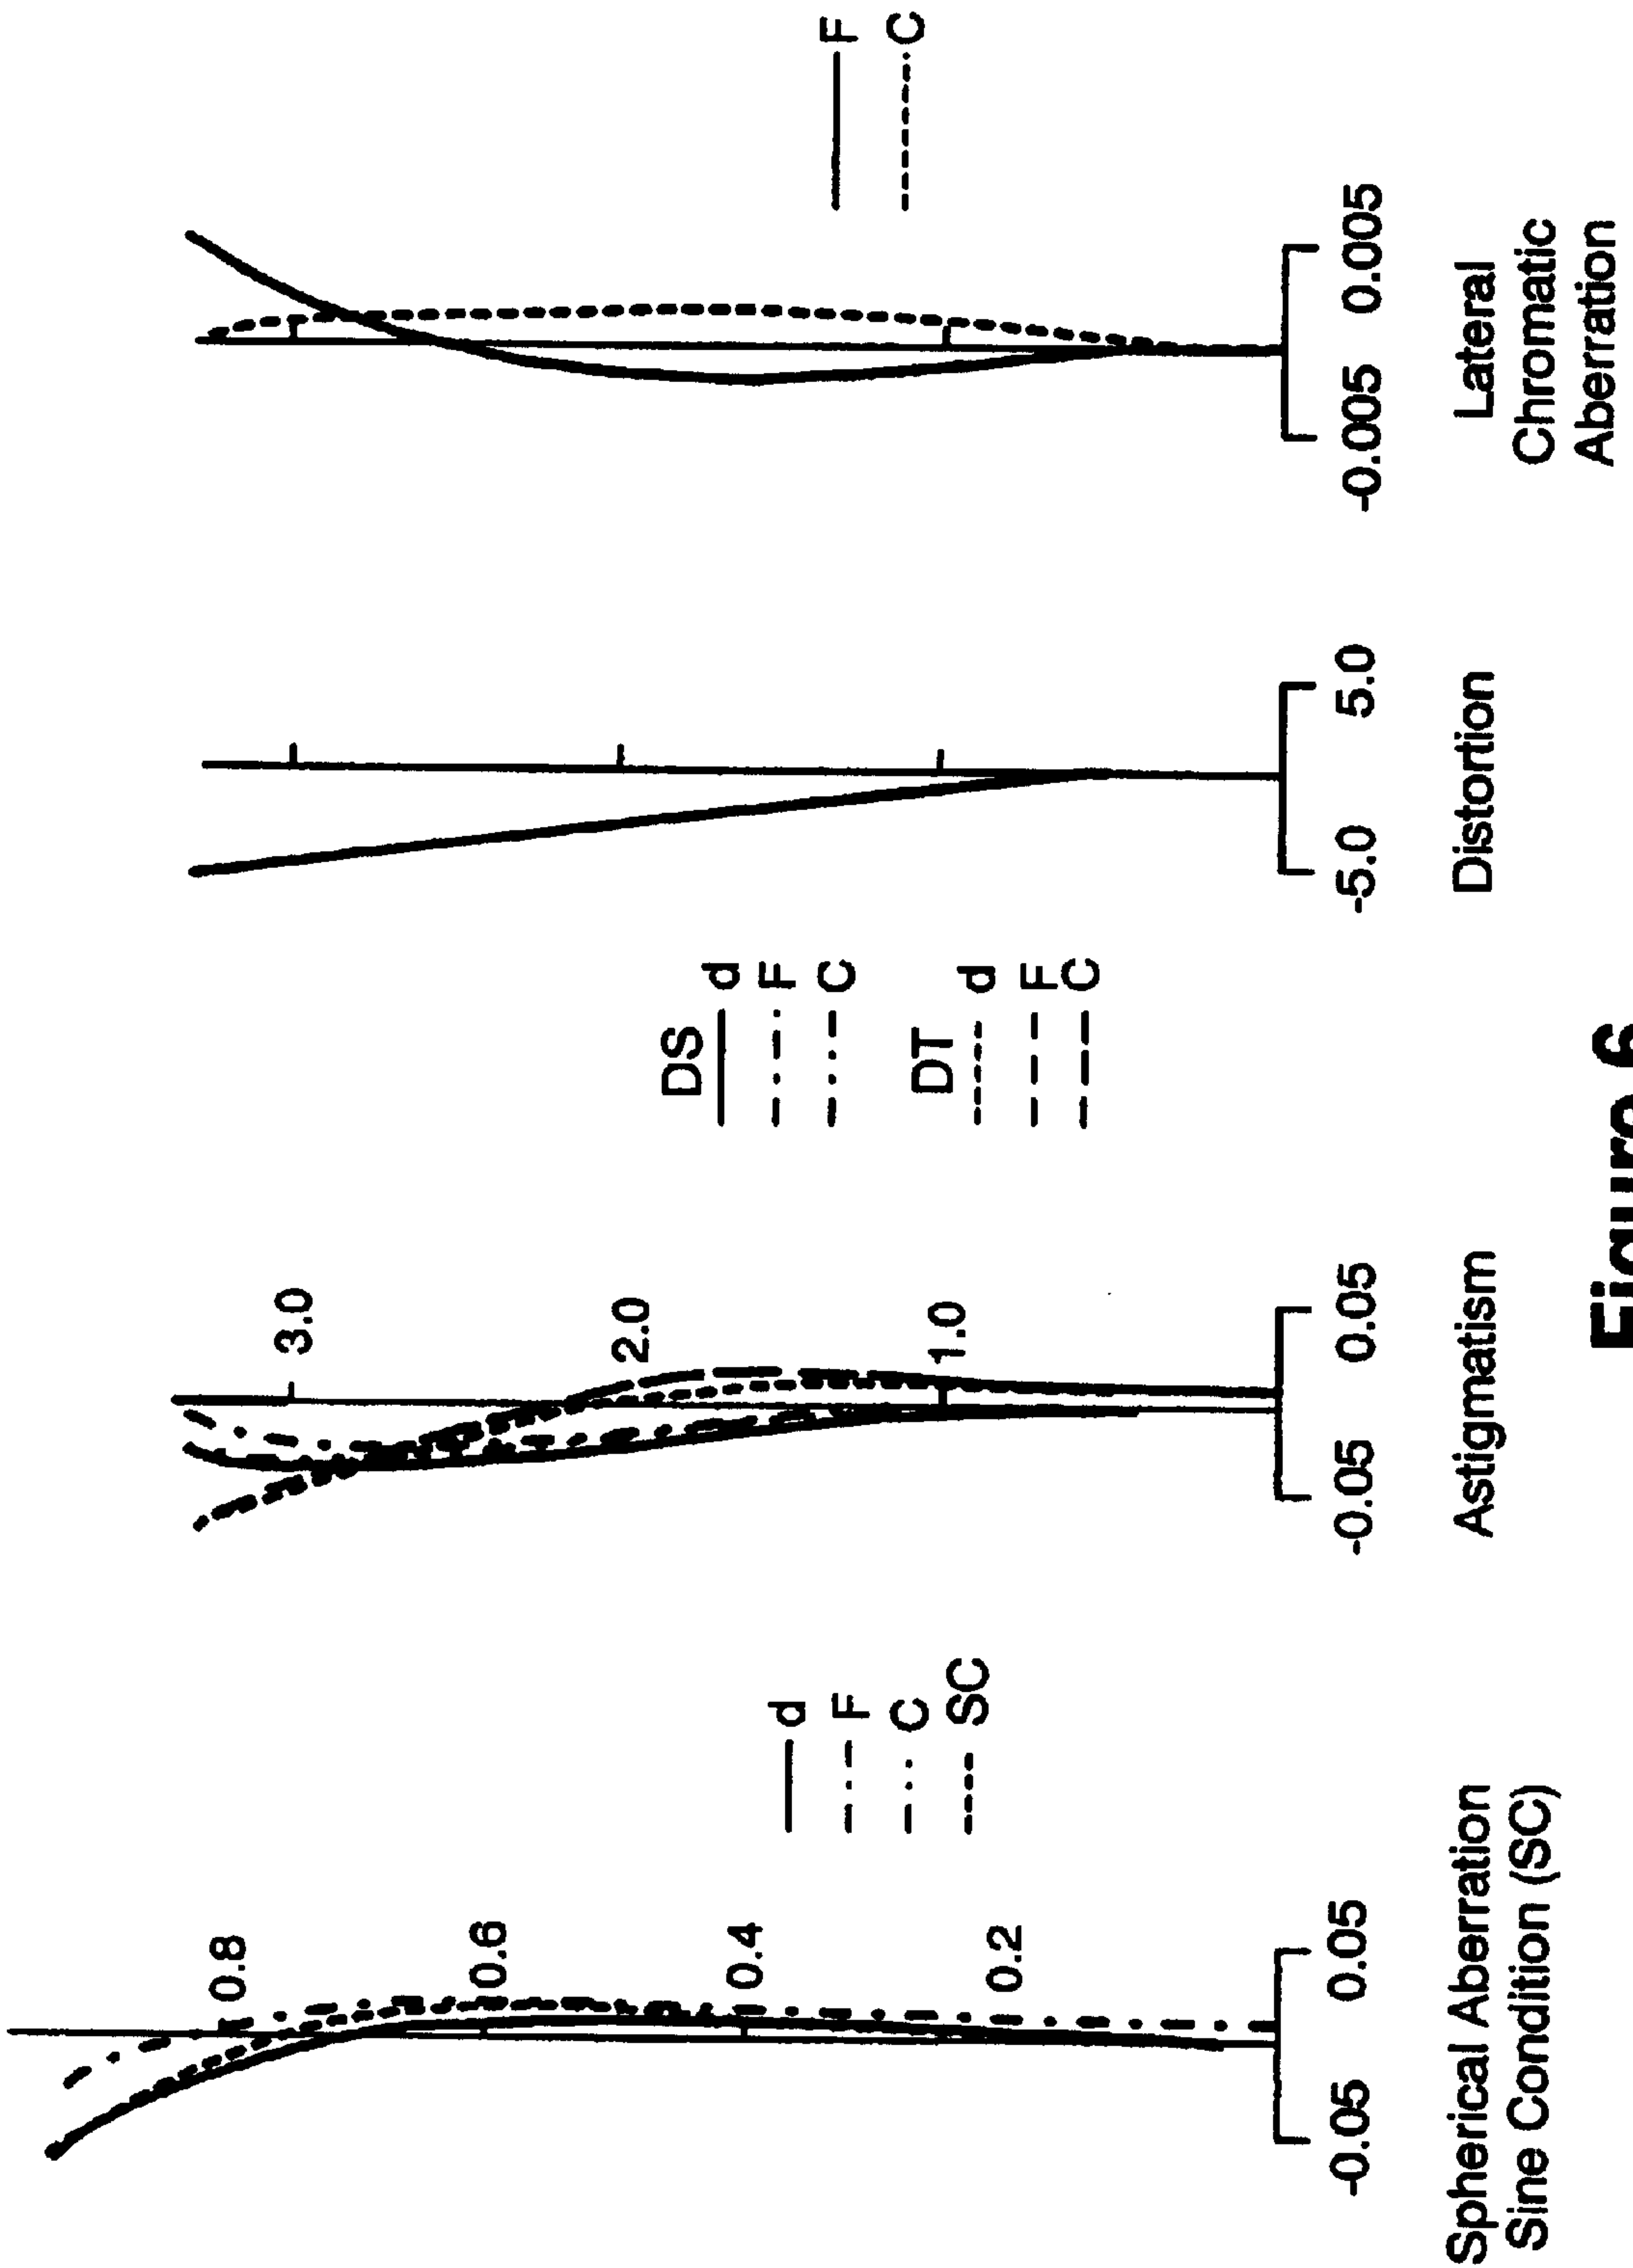 0.8
0.6
0.4
0.2
-0.05 0.05
Spherical Aberration
Sine Condition (SC)
d
F
C
SC
3.0
2.0
1.0
-0.05 0.05
Astigmatism
DS
d
F
C
DT
d
F
C
-5.0 5.0
Distortion
-0.005 0.005
Lateral
Chromatic
Aberration
F
C
Figure 6